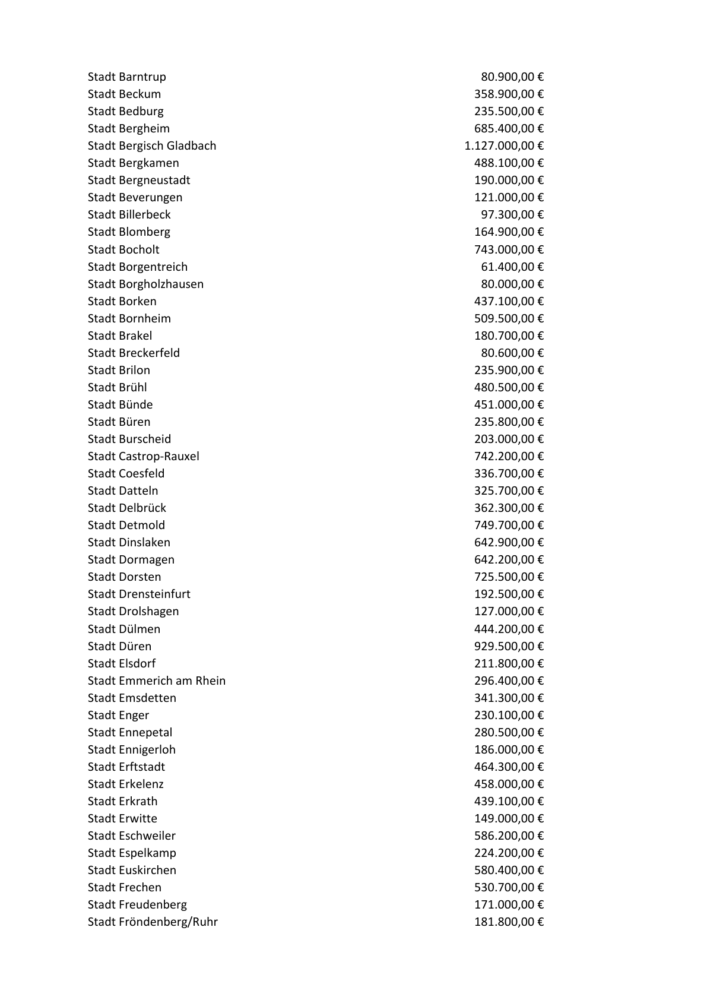 Stadt Barntrup 80.900,00 €
Stadt Beckum 358.900,00 €
Stadt Bedburg 235.500,00 €
Stadt Bergheim 685.400,00 €
Stadt Bergisch Gladbach 1.127.000,00 €
Stadt Bergkamen 488.100,00 €
Stadt Bergneustadt 190.000,00 €
Stadt Beverungen 121.000,00 €
Stadt Billerbeck 97.300,00 €
Stadt Blomberg 164.900,00 €
Stadt Bocholt 743.000,00 €
Stadt Borgentreich 61.400,00 €
Stadt Borgholzhausen 80.000,00 €
Stadt Borken 437.100,00 €
Stadt Bornheim 509.500,00 €
Stadt Brakel 180.700,00 €
Stadt Breckerfeld 80.600,00 €
Stadt Brilon 235.900,00 €
Stadt Brühl 480.500,00 €
Stadt Bünde 451.000,00 €
Stadt Büren 235.800,00 €
Stadt Burscheid 203.000,00 €
Stadt Castrop-Rauxel 742.200,00 €
Stadt Coesfeld 336.700,00 €
Stadt Datteln 325.700,00 €
Stadt Delbrück 362.300,00 €
Stadt Detmold 749.700,00 €
Stadt Dinslaken 642.900,00 €
Stadt Dormagen 642.200,00 €
Stadt Dorsten 725.500,00 €
Stadt Drensteinfurt 192.500,00 €
Stadt Drolshagen 127.000,00 €
Stadt Dülmen 444.200,00 €
Stadt Düren 929.500,00 €
Stadt Elsdorf 211.800,00 €
Stadt Emmerich am Rhein 296.400,00 €
Stadt Emsdetten 341.300,00 €
Stadt Enger 230.100,00 €
Stadt Ennepetal 280.500,00 €
Stadt Ennigerloh 186.000,00 €
Stadt Erftstadt 464.300,00 €
Stadt Erkelenz 458.000,00 €
Stadt Erkrath 439.100,00 €
Stadt Erwitte 149.000,00 €
Stadt Eschweiler 586.200,00 €
Stadt Espelkamp 224.200,00 €
Stadt Euskirchen 580.400,00 €
Stadt Frechen 530.700,00 €
Stadt Freudenberg 171.000,00 €
Stadt Fröndenberg/Ruhr 181.800,00 €